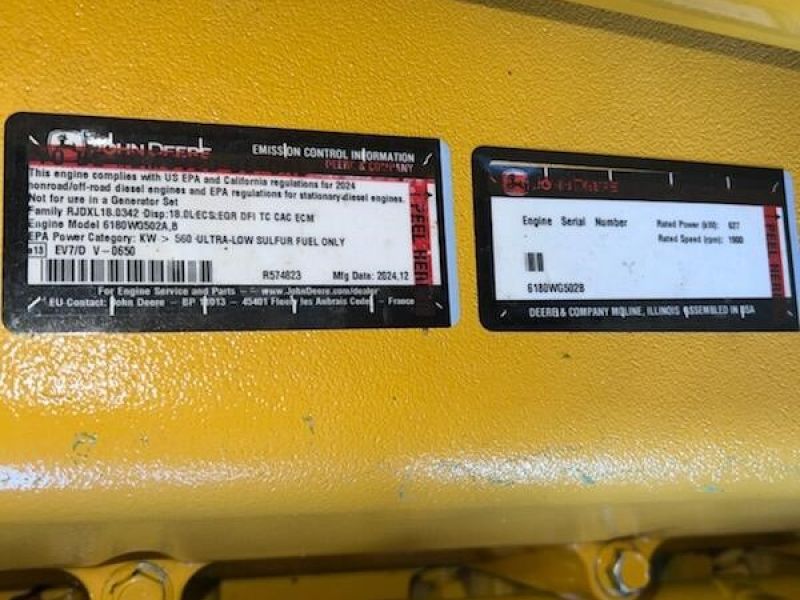 JOHN DEERE
EMISSION CONTROL INFORMATION
DEERE & COMPANY
This engine complies with US EPA and California regulations for 2024
nonroad/off-road diesel engines and EPA regulations for stationary diesel engines.
Not for use in a Generator Set
Family RJDXL18.0342 Disp:18.0L ECS:EGR DFI TC CAC ECM
Engine Model 6180WG502A,B
EPA Power Category: KW > 560 ULTRA-LOW SULFUR FUEL ONLY
e13 EV7/D V-0650
R574823 Mfg Date: 2024,12
For Engine Service and Parts - www.JohnDeere.com/dealer
EU Contact: John Deere - BP 11013 - 45401 Fleury les Aubrais Cedex - France
PEEL HERE
JOHN DEERE
Engine Serial Number
Rated Power (kW): 627
Rated Speed (rpm): 1900
6180WG502B
DEERE & COMPANY MOLINE, ILLINOIS ASSEMBLED IN USA
PEEL HERE